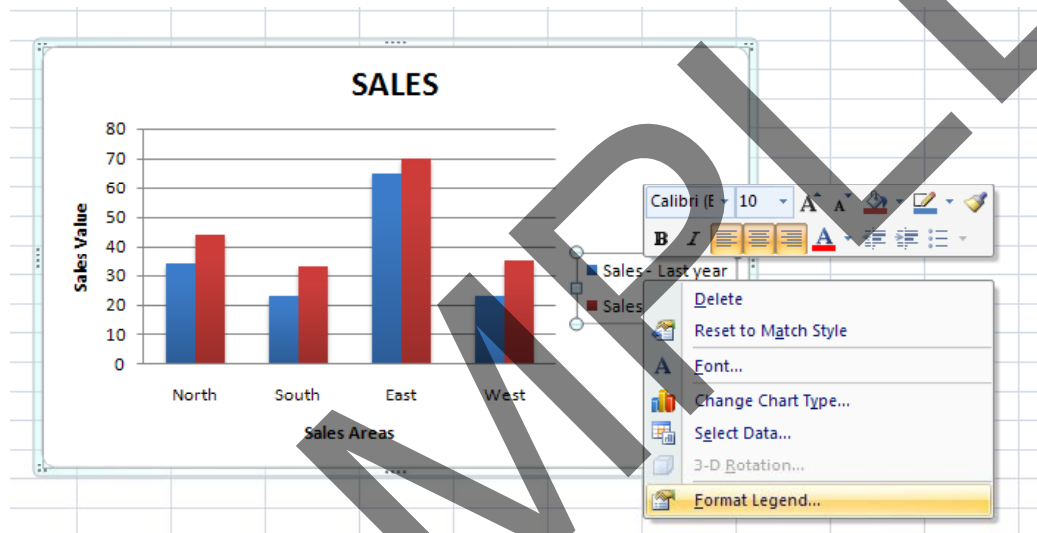 SALES
80
70
60
50
40
30
20
10
0
Sales Value
North South East West
Sales Areas
Sales - Last year
Sales
Calibri (E 10 A A
B I A
Delete
Reset to Match Style
A Font...
Change Chart Type...
Select Data...
3-D Rotation...
Format Legend...
MPL